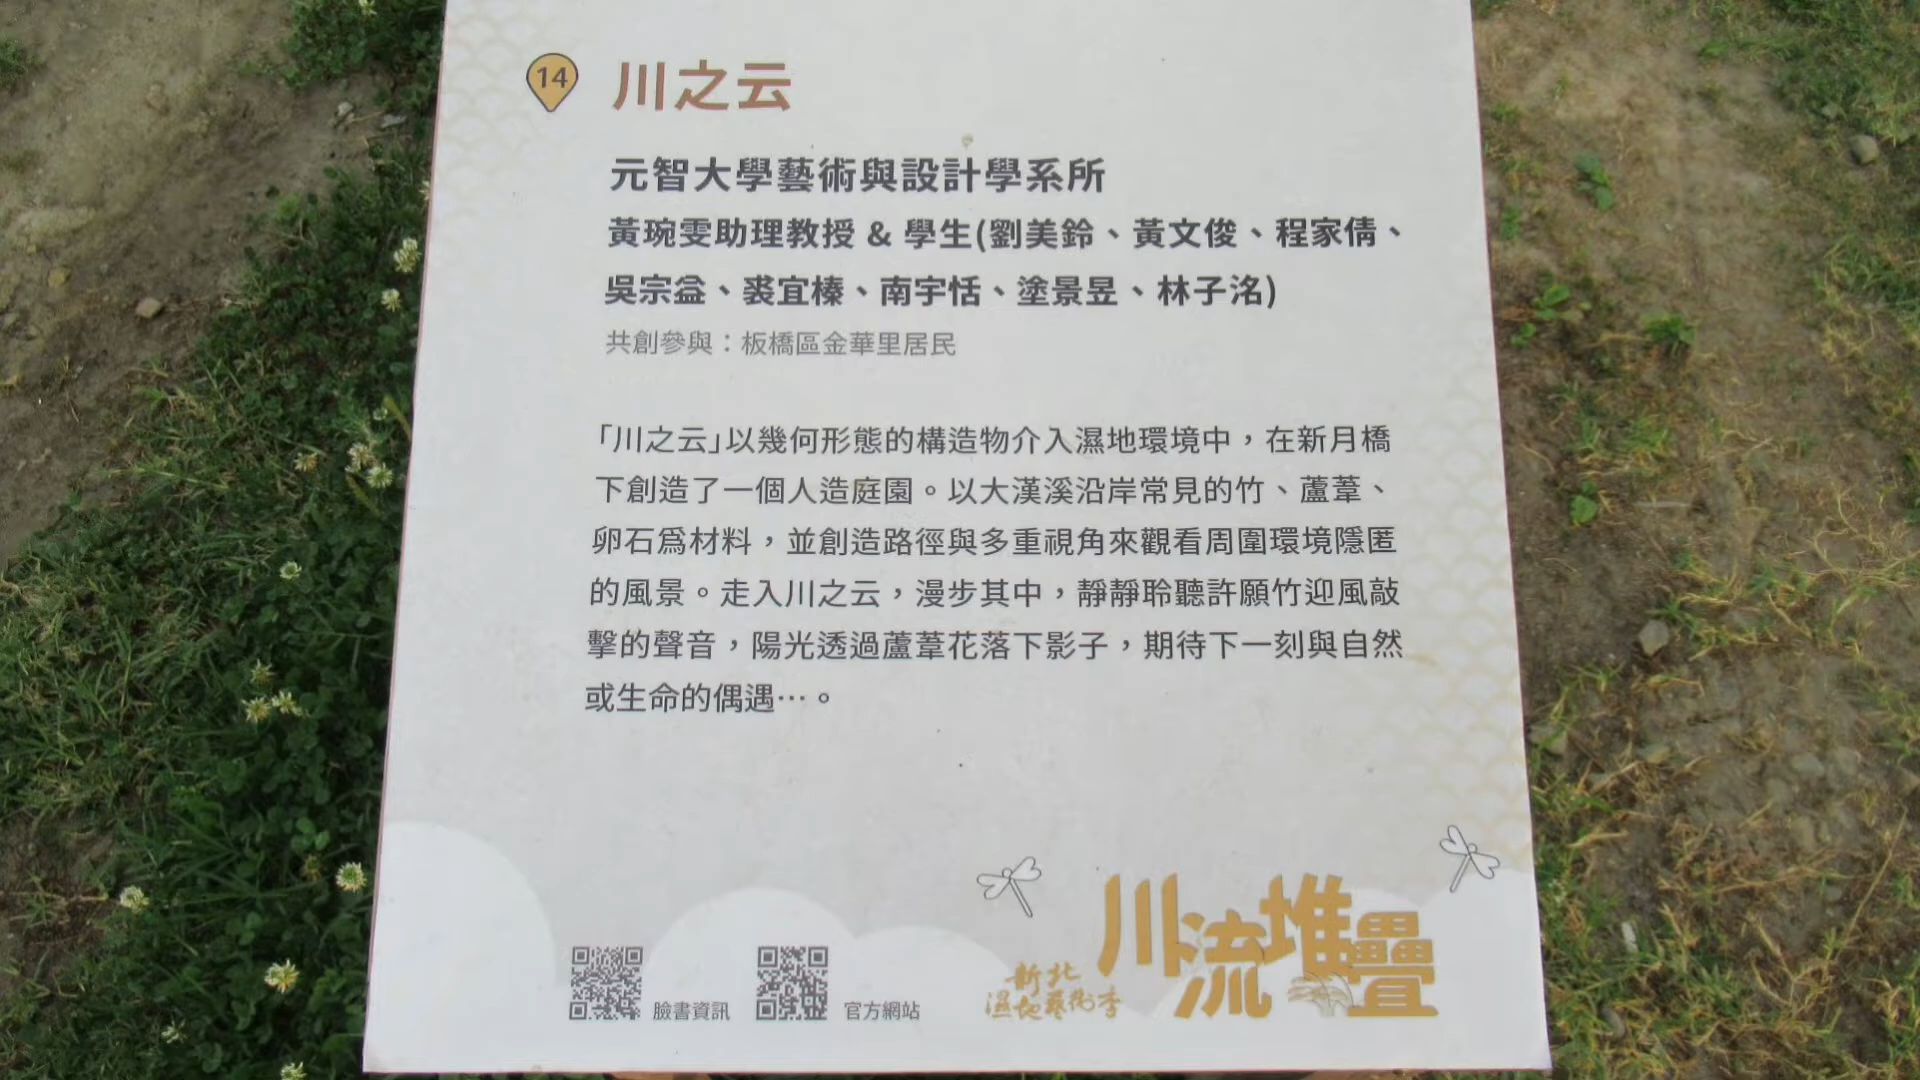 14 川之云
元智大學藝術與設計學系所
黃琬雯助理教授 & 學生(劉美鈴、黃文俊、程家倩、
吳宗益、裘宜榛、南宇恬、塗景昱、林子洺)
共創參與：板橋區金華里居民
「川之云」以幾何形態的構造物介入濕地環境中，在新月橋
下創造了一個人造庭園。以大漢溪沿岸常見的竹、蘆葦、
卵石為材料，並創造路徑與多重視角來觀看周圍環境隱匿
的風景。走入川之云，漫步其中，靜靜聆聽許願竹迎風敲
擊的聲音，陽光透過蘆葦花落下影子，期待下一刻與自然
或生命的偶遇…。
臉書資訊
官方網站
新北
濕地藝術季
川流堆疊